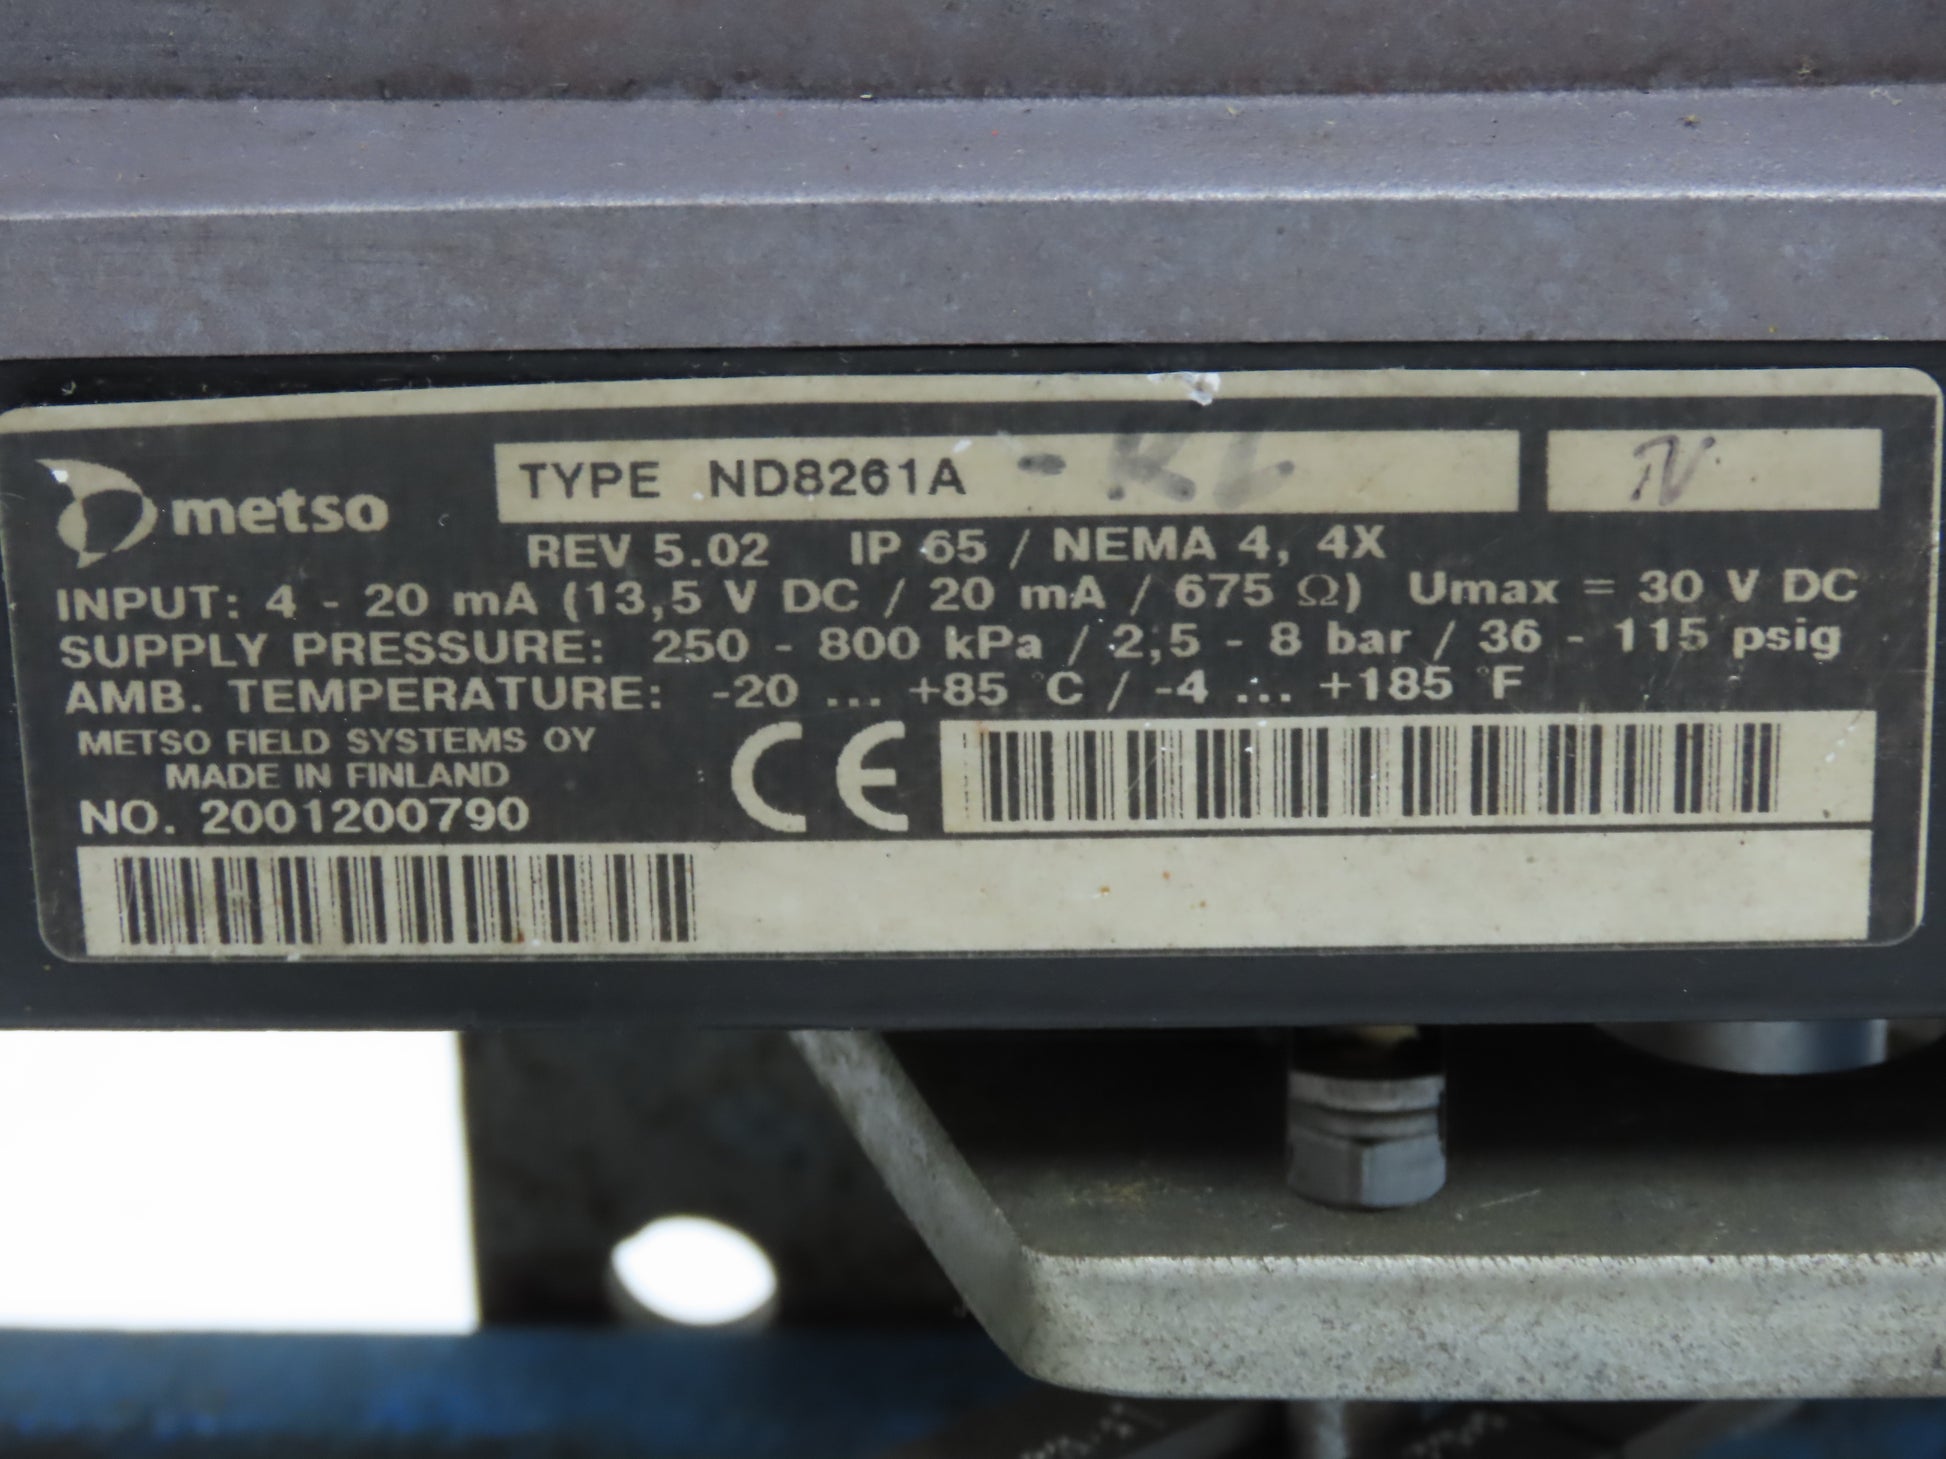 metso
TYPE ND8261A -RL N
REV 5.02 IP 65 / NEMA 4, 4X
INPUT: 4 - 20 mA (13,5 V DC / 20 mA / 675 Ω) Umax = 30 V DC
SUPPLY PRESSURE: 250 - 800 kPa / 2,5 - 8 bar / 36 - 115 psig
AMB. TEMPERATURE: -20 ... +85 °C / -4 ... +185 °F
METSO FIELD SYSTEMS OY
MADE IN FINLAND
CE
NO. 2001200790